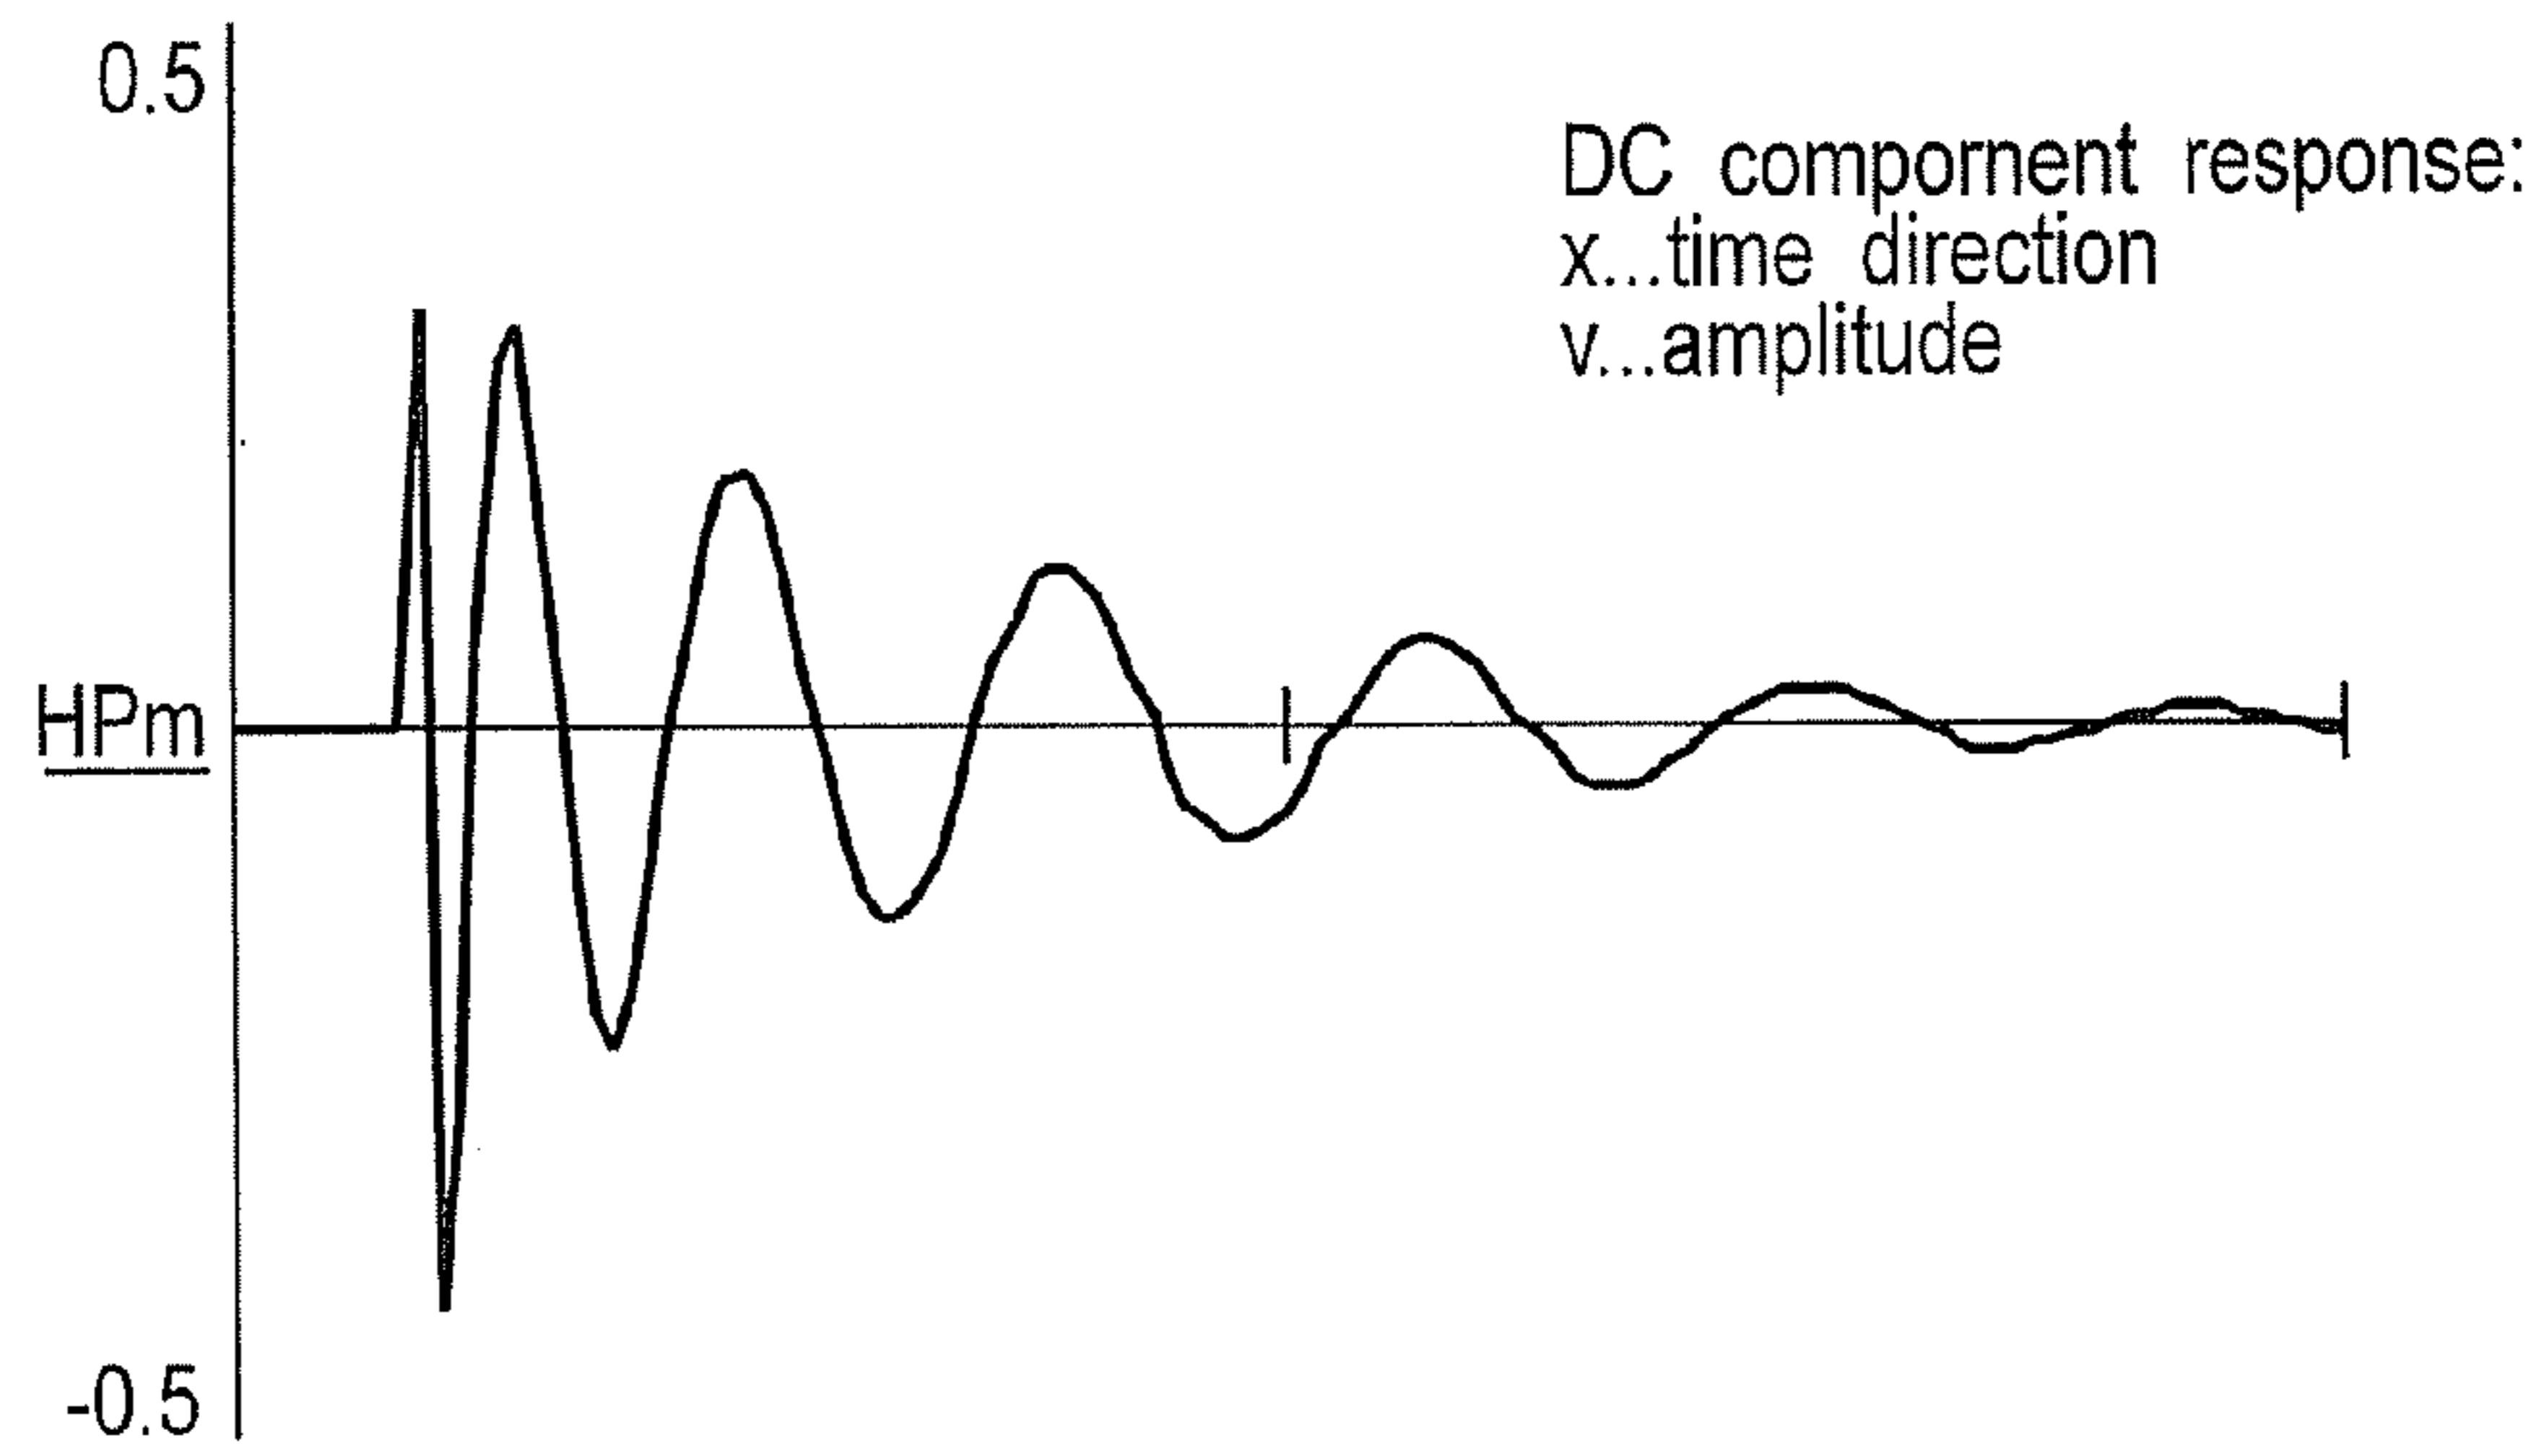 0.5
DC compornent response:
x...time direction
v...amplitude
HPm
-0.5